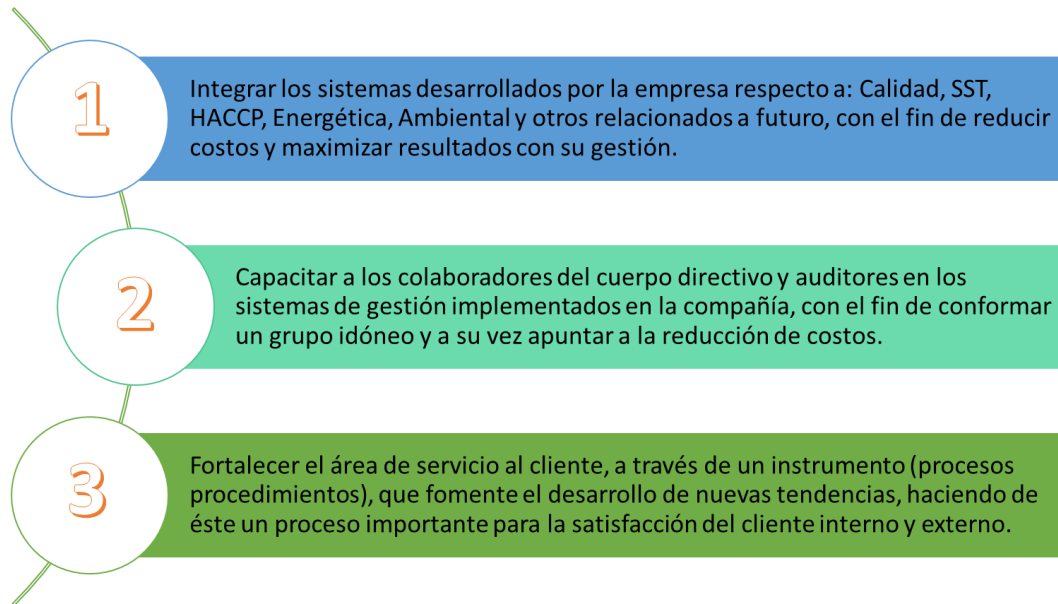 1
Integrar los sistemas desarrollados por la empresa respecto a: Calidad, SST,
HACCP, Energética, Ambiental y otros relacionados a futuro, con el fin de reducir
costos y maximizar resultados con su gestión.
2
Capacitar a los colaboradores del cuerpo directivo y auditores en los
sistemas de gestión implementados en la compañía, con el fin de conformar
un grupo idóneo y a su vez apuntar a la reducción de costos.
3
Fortalecer el área de servicio al cliente, a través de un instrumento (procesos
procedimientos), que fomente el desarrollo de nuevas tendencias, haciendo de
éste un proceso importante para la satisfacción del cliente interno y externo.